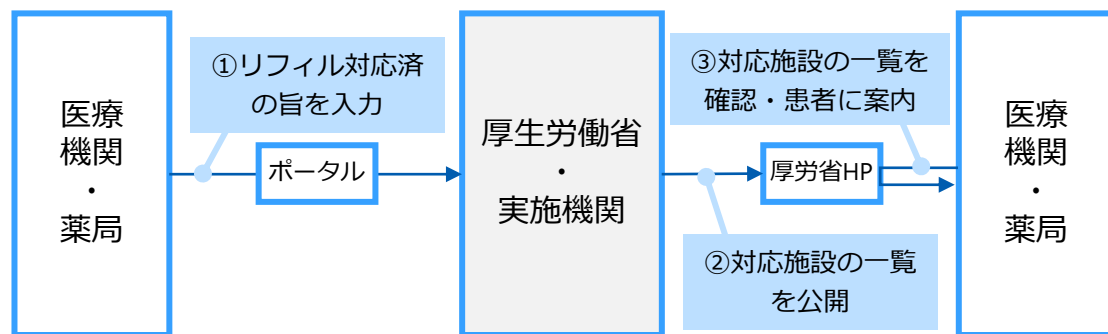 医療
機関
・
薬局
①リフィル対応済
の旨を入力
ポータル
厚生労働省
・
実施機関
②対応施設の一覧
を公開
厚労省HP
③対応施設の一覧を
確認・患者に案内
医療
機関
・
薬局